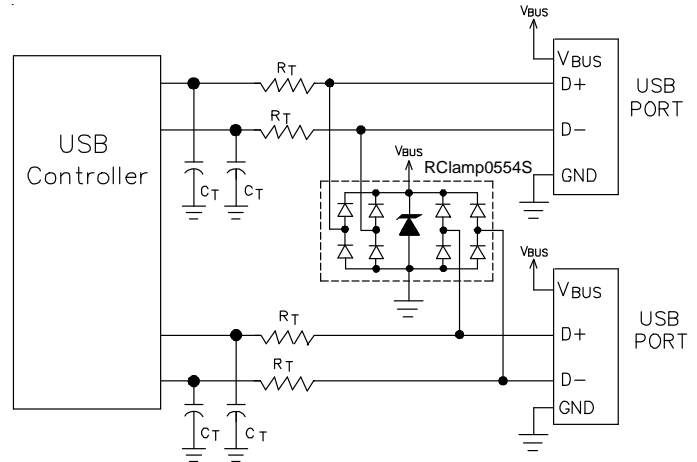 VBUS
VBUS
RT
D+
USB
PORT
RT
D−
USB
Controller
VBUS
RClamp0554S
CT
CT
GND
VBUS
VBUS
RT
D+
USB
PORT
RT
D−
GND
CT
CT